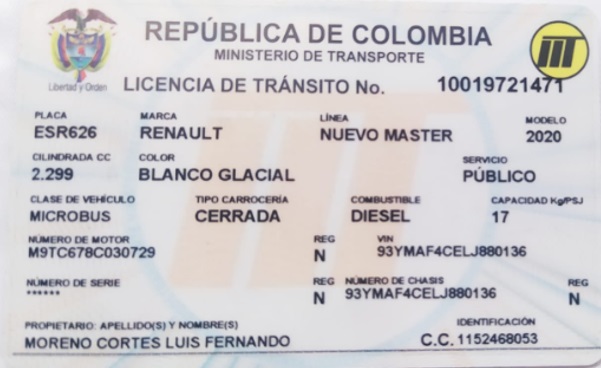 REPÚBLICA DE COLOMBIA
MINISTERIO DE TRANSPORTE
Libertad y Orden
LICENCIA DE TRÁNSITO No. 10019721471
PLACA MARCA LÍNEA MODELO
ESR626 RENAULT NUEVO MASTER 2020
CILINDRADA CC COLOR SERVICIO
2.299 BLANCO GLACIAL PÚBLICO
CLASE DE VEHÍCULO TIPO CARROCERÍA COMBUSTIBLE CAPACIDAD Kg/PSJ
MICROBUS CERRADA DIESEL 17
NÚMERO DE MOTOR REG VIN
M9TC678C030729 N 93YMAF4CELJ880136
NÚMERO DE SERIE REG NÚMERO DE CHASIS REG
****** N 93YMAF4CELJ880136 N
PROPIETARIO: APELLIDO(S) Y NOMBRE(S) IDENTIFICACIÓN
MORENO CORTES LUIS FERNANDO C.C. 1152468053